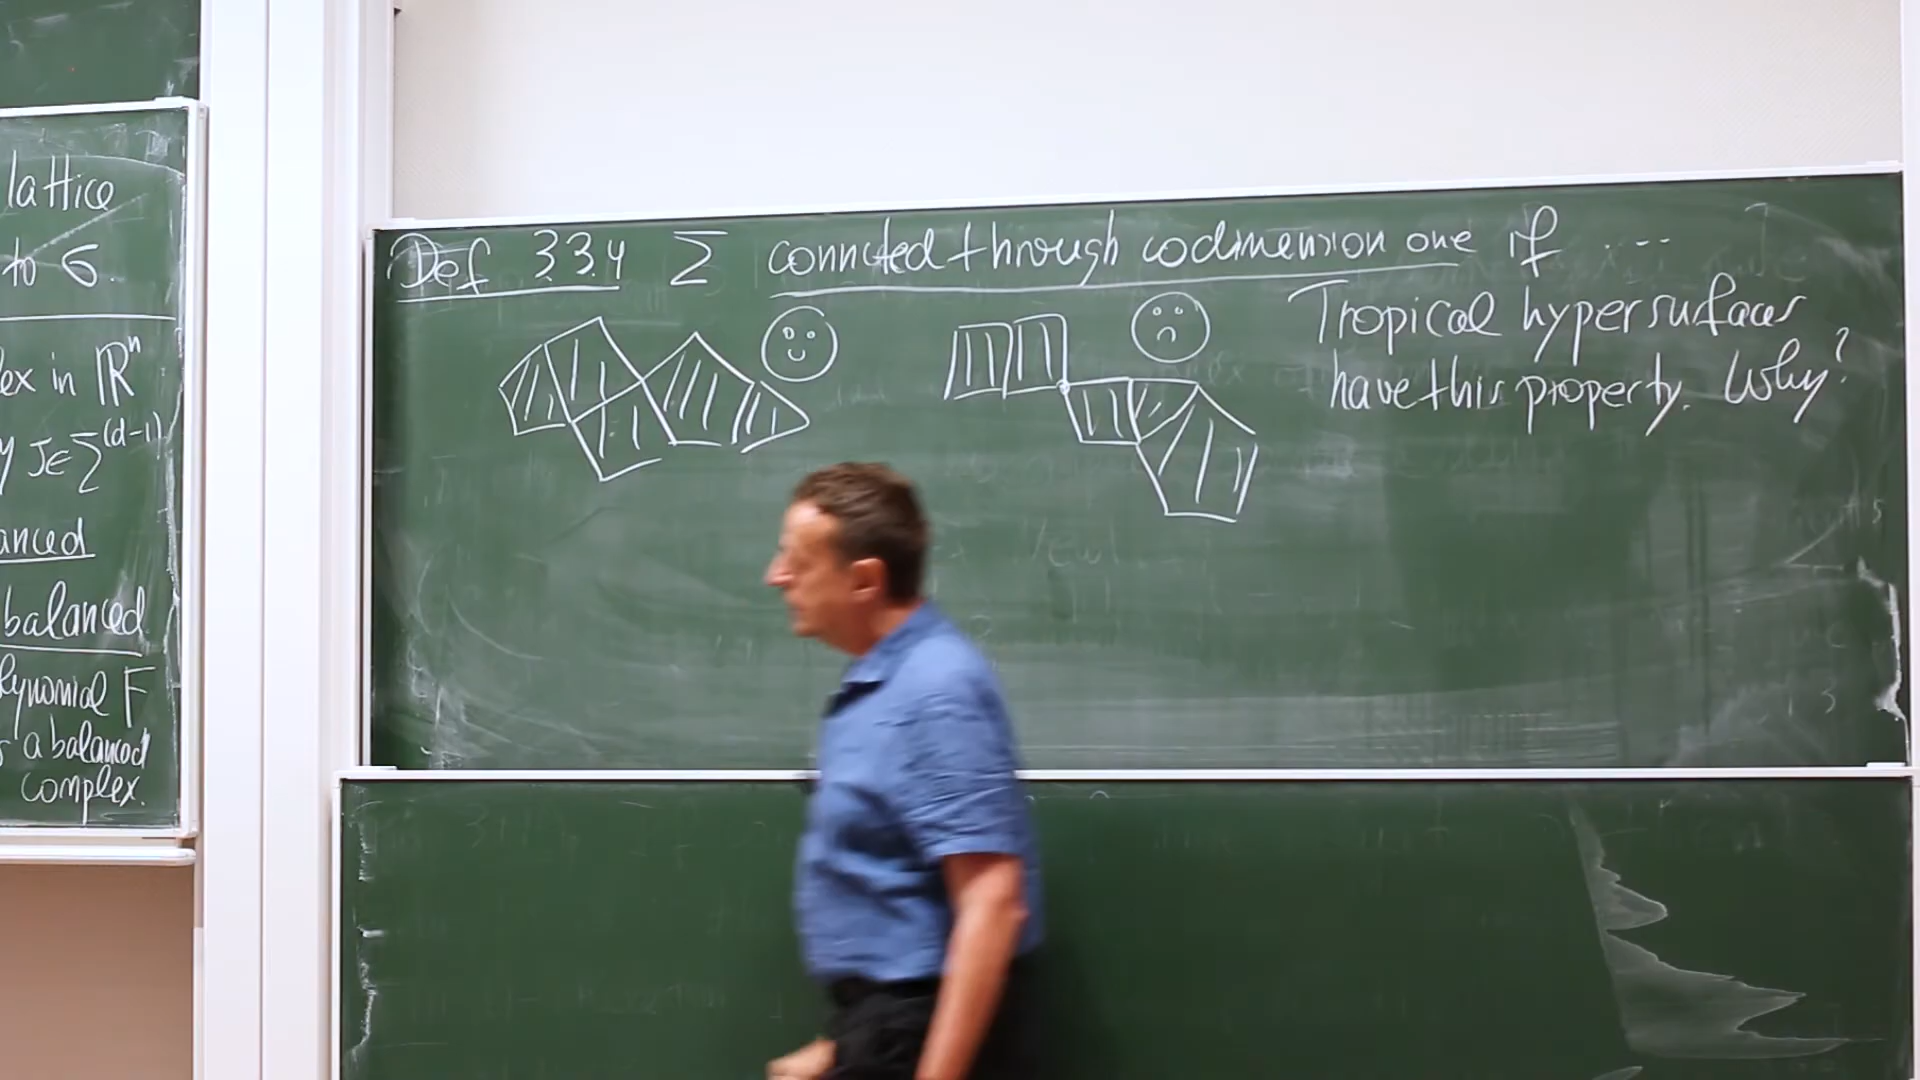 lattice
to σ.
ex in ℝⁿ
τ∈Σ^(d-1)
anced
balanced
lynomial F
s a balanced
complex.
Def 3.3.4 Σ conncted through codimension one if ....
Tropical hypersurfaces
have this property. Why?